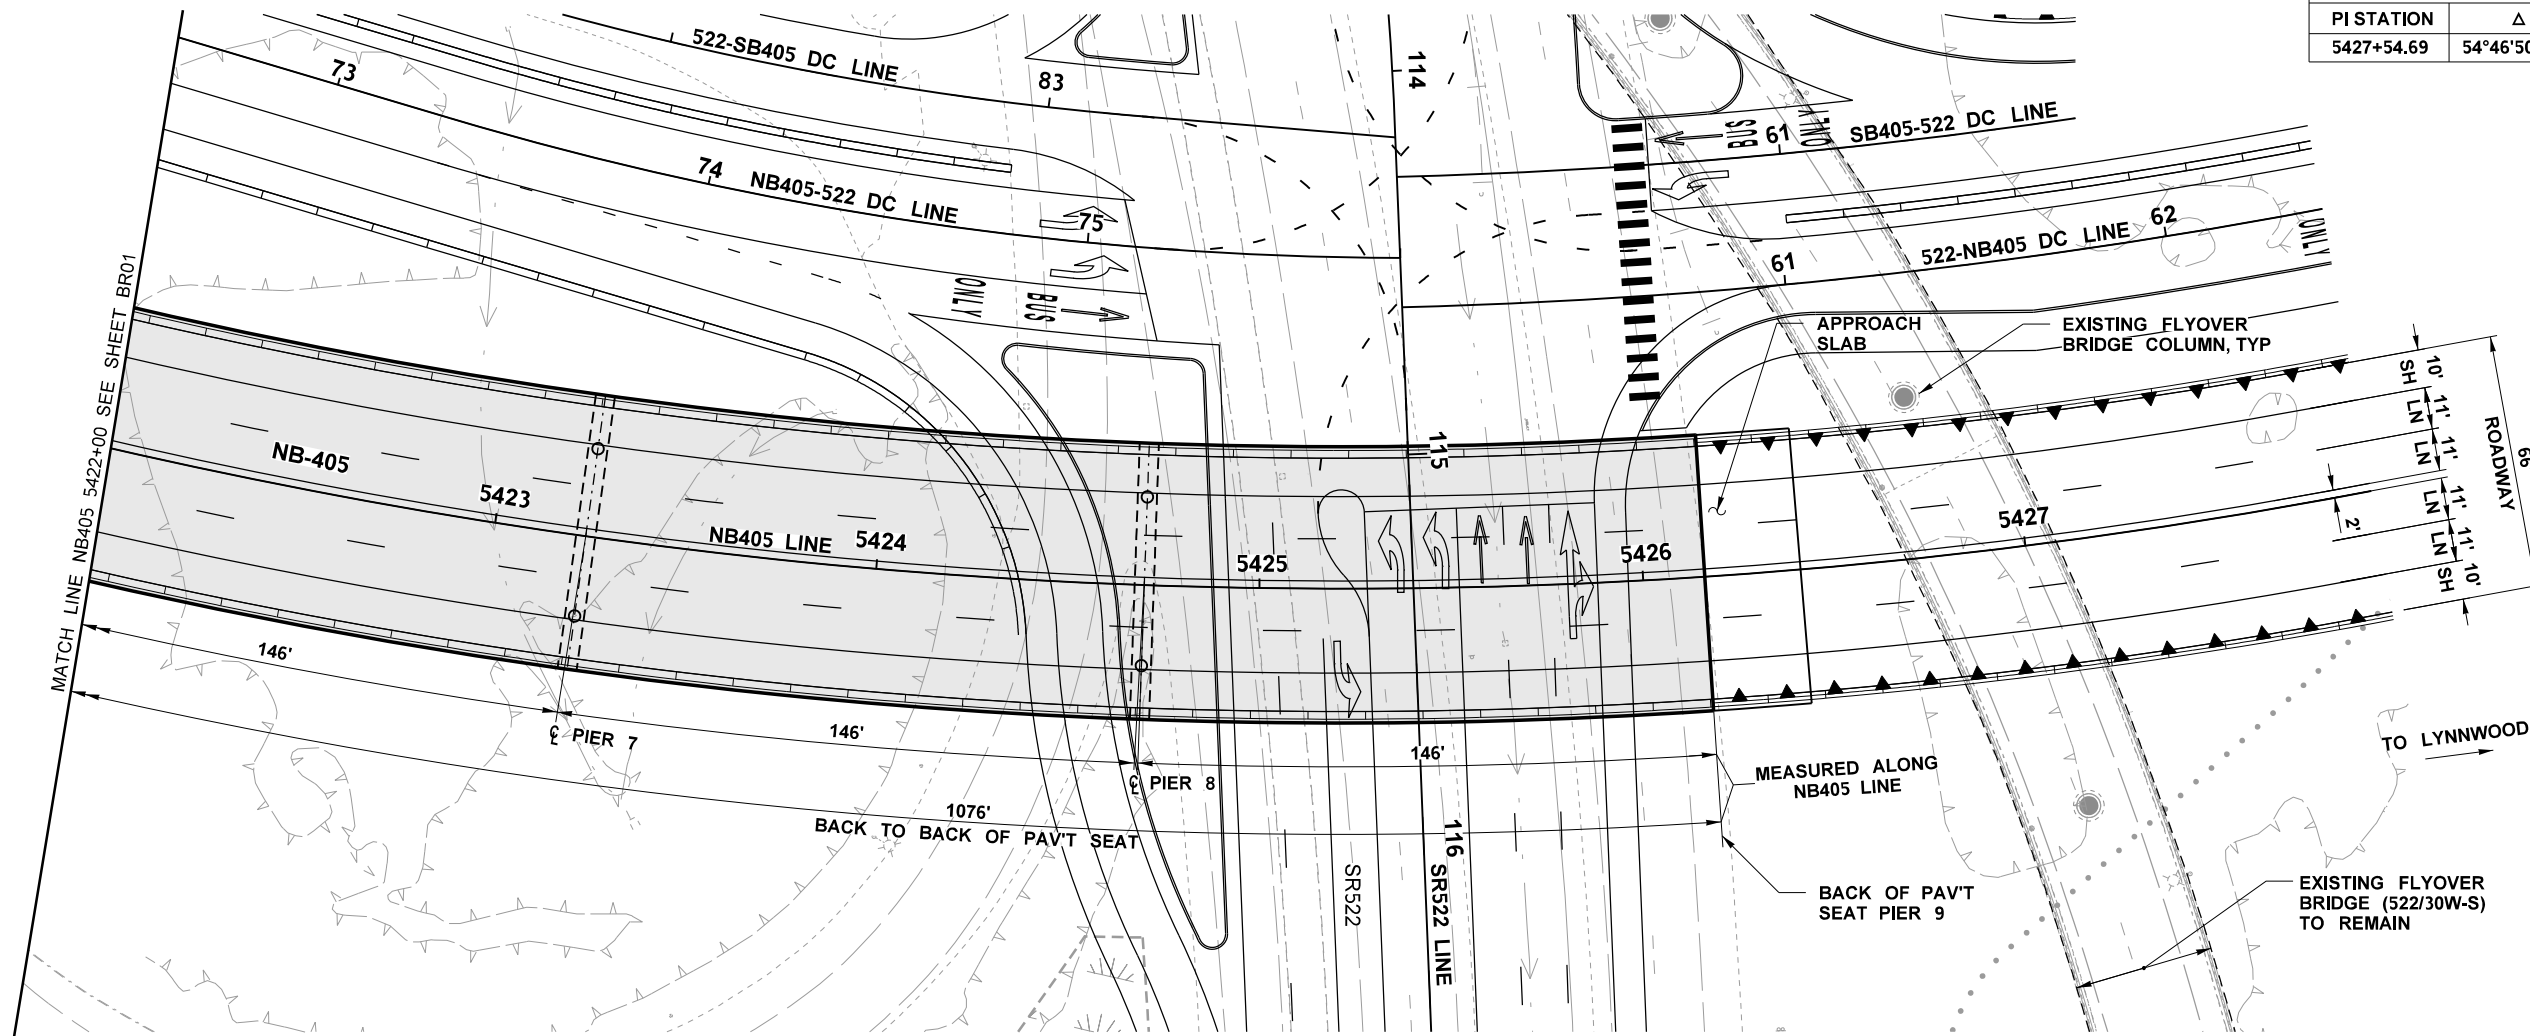 PI STATION
Δ
5427+54.69
54°46'50
522-SB405 DC LINE
73
83
114
74
NB405-522 DC LINE
75
BUS
ONLY
61
SB405-522 DC LINE
62
522-NB405 DC LINE
61
ONLY
BUS
ONLY
MATCH LINE NB405 5422+00 SEE SHEET BR01
APPROACH
SLAB
EXISTING FLYOVER
BRIDGE COLUMN, TYP
10'
SH
11'
LN
11'
LN
11'
LN
11'
LN
10'
SH
2'
66
ROADWAY
NB-405
5423
NB405 LINE
5424
5425
115
5426
5427
146'
℄ PIER 7
146'
℄ PIER 8
146'
1076'
BACK TO BACK OF PAV'T SEAT
MEASURED ALONG
NB405 LINE
TO LYNNWOOD
116
SR522
SR522 LINE
BACK OF PAV'T
SEAT PIER 9
EXISTING FLYOVER
BRIDGE (522/30W-S)
TO REMAIN